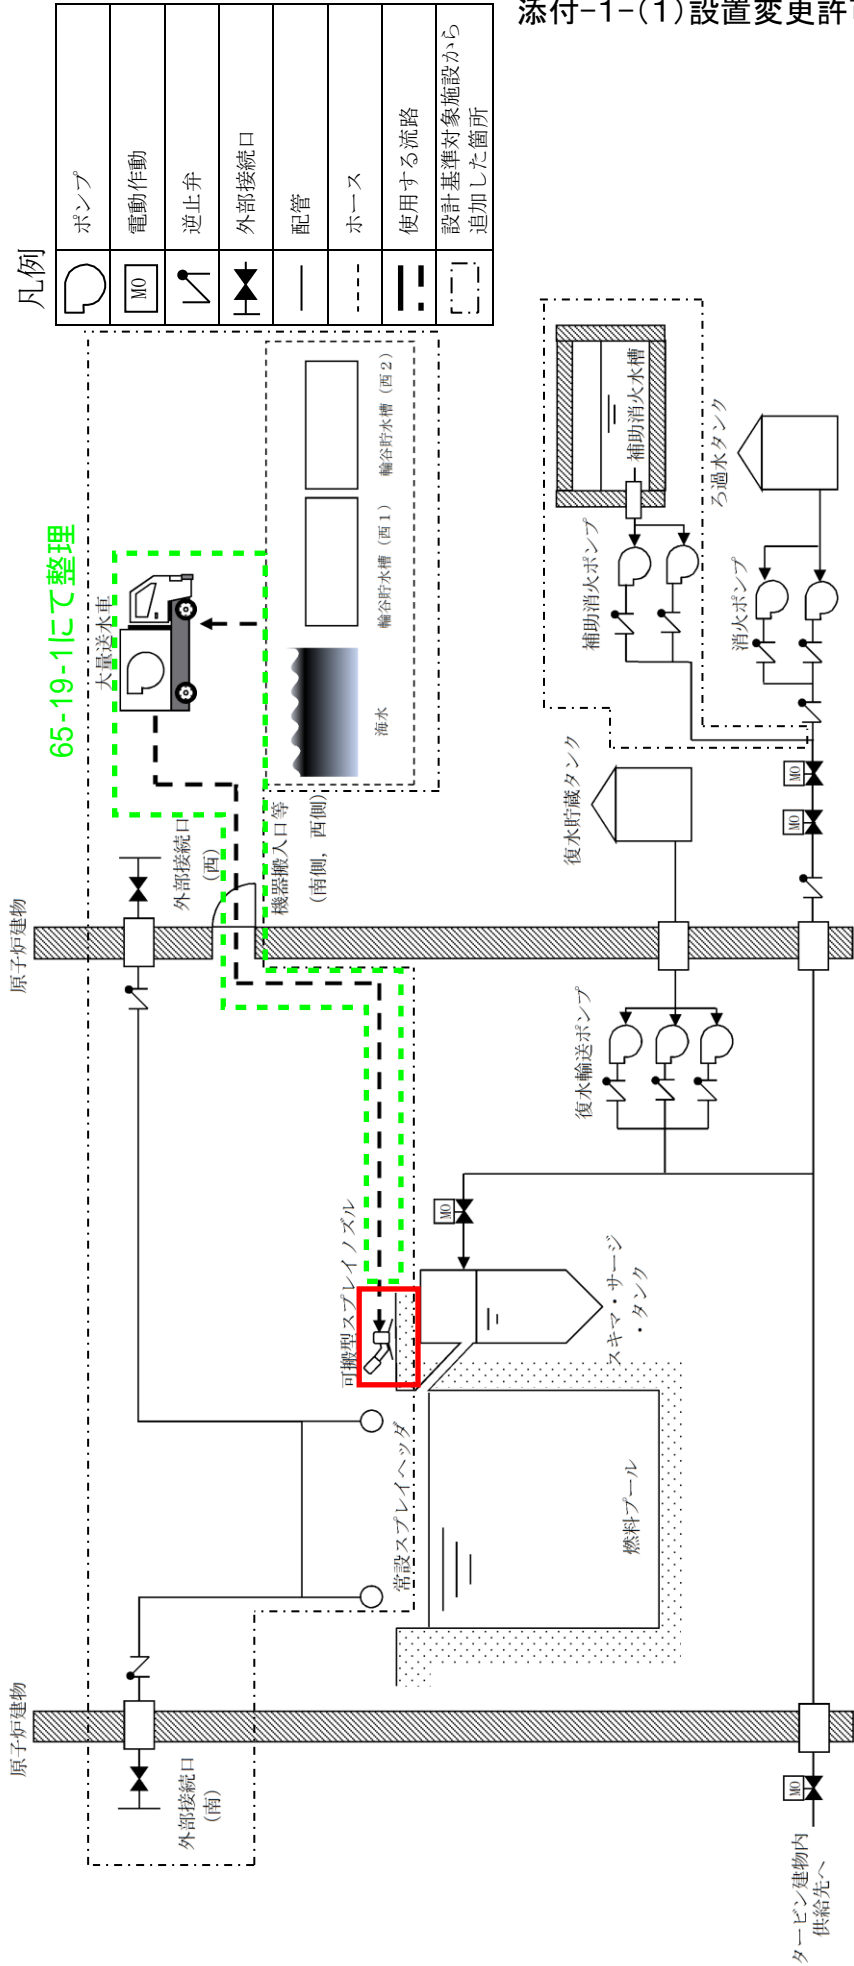 添付-1-(1)設置変更許
凡例
ポンプ
MO
電動作動
逆止弁
外部接続口
配管
ホース
使用する流路
設計基準対象施設から
追加した箇所
65-19-1にて整理
大量送水車
輪谷貯水槽（西２）
輪谷貯水槽（西１）
海水
機器搬入口等
（南側，西側）
外部接続口
（西）
原子炉建物
補助消火水槽
補助消火ポンプ
ろ過水タンク
消火ポンプ
復水貯蔵タンク
MO
MO
復水輸送ポンプ
可搬型スプレイノズル
MO
スキマ・サージ
・タンク
常設スプレイヘッダ
燃料プール
原子炉建物
外部接続口
（南）
MO
タービン建物内
供給先へ